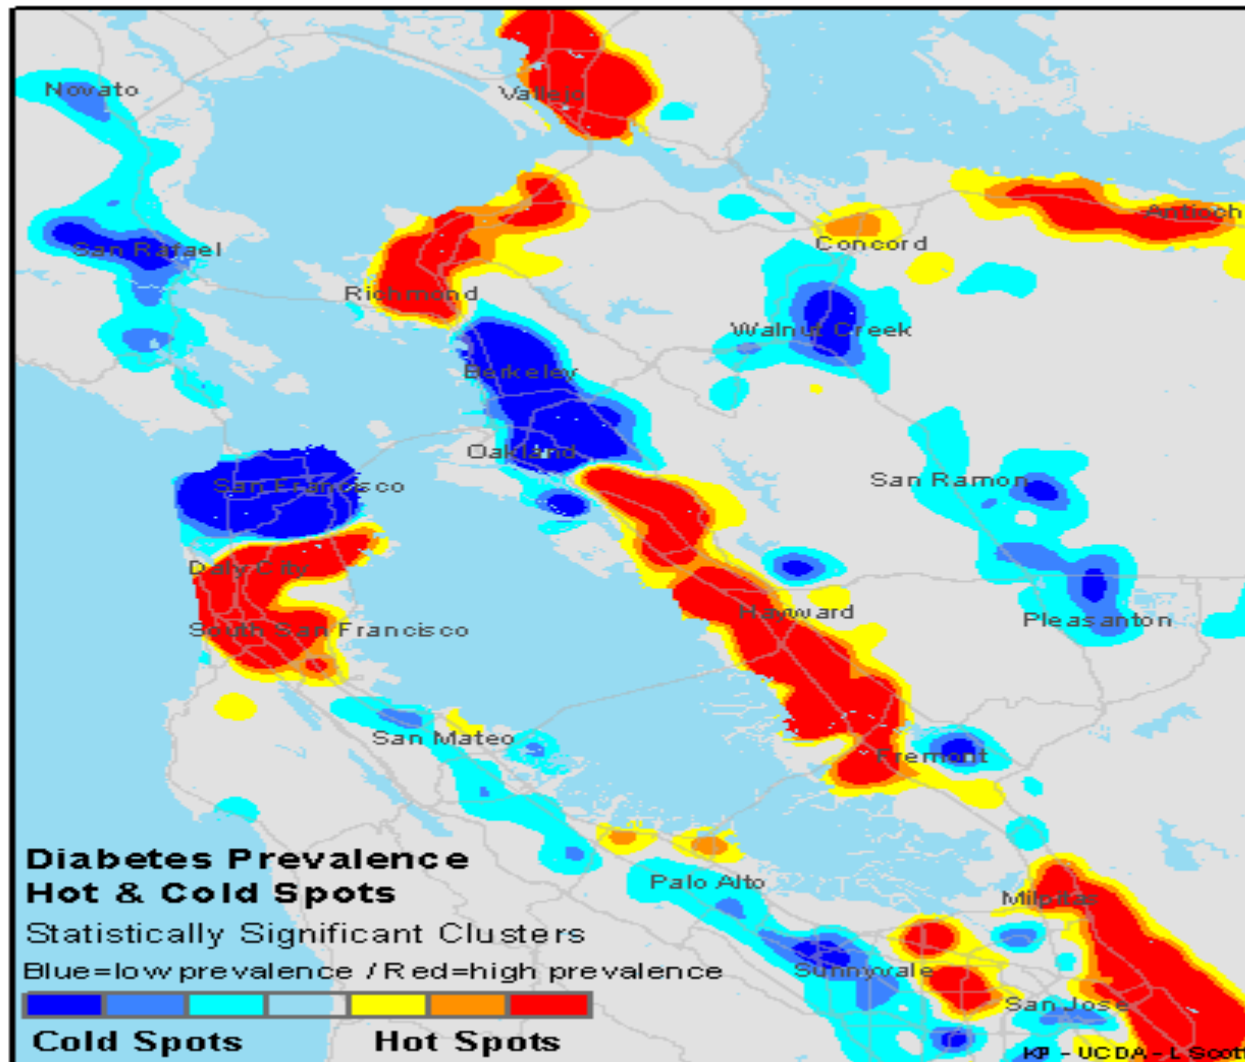 Novato
Vallejo
San Rafael
Antioch
Concord
Richmond
Walnut Creek
Berkeley
Oakland
San Ramon
San Francisco
Daly City
Hayward
Pleasanton
South San Francisco
San Mateo
Fremont
Diabetes Prevalence
Hot & Cold Spots
Statistically Significant Clusters
Blue=low prevalence / Red=high prevalence
Cold Spots
Hot Spots
Palo Alto
Milpitas
Sunnyvale
San Jose
KP - UCDA - L Scott